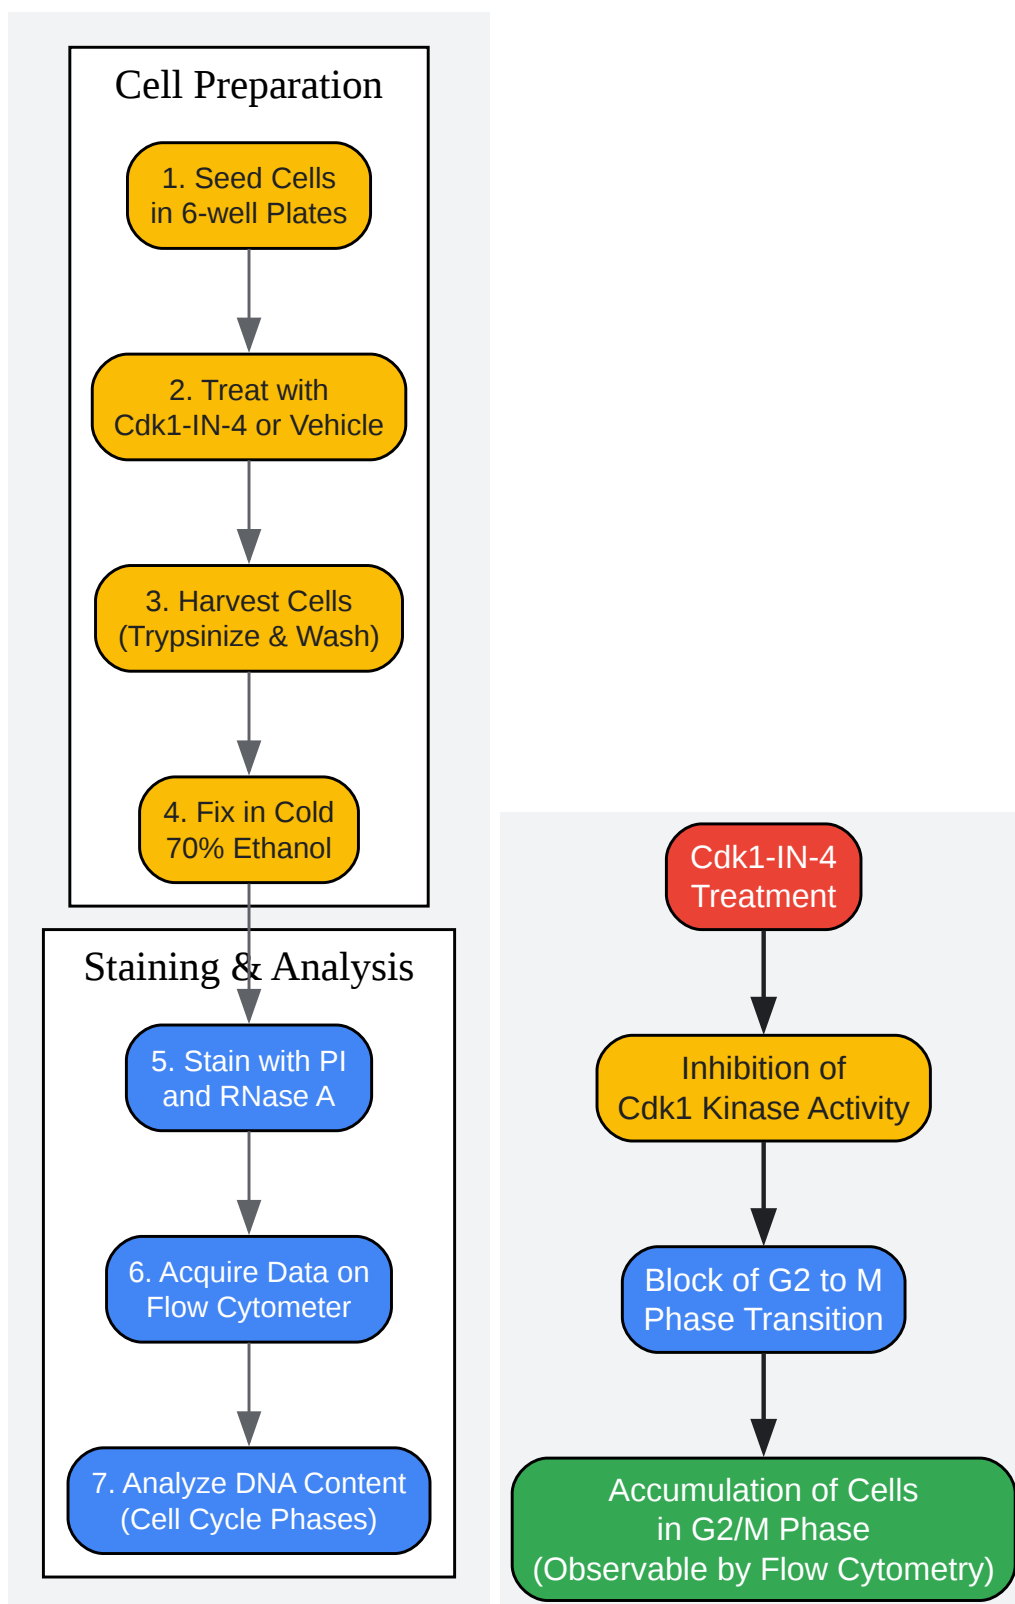 Cell Preparation
1. Seed Cells
in 6-well Plates
2. Treat with
Cdk1-IN-4 or Vehicle
3. Harvest Cells
(Trypsinize & Wash)
4. Fix in Cold
70% Ethanol
Staining & Analysis
5. Stain with PI
and RNase A
6. Acquire Data on
Flow Cytometer
7. Analyze DNA Content
(Cell Cycle Phases)
Cdk1-IN-4
Treatment
Inhibition of
Cdk1 Kinase Activity
Block of G2 to M
Phase Transition
Accumulation of Cells
in G2/M Phase
(Observable by Flow Cytometry)